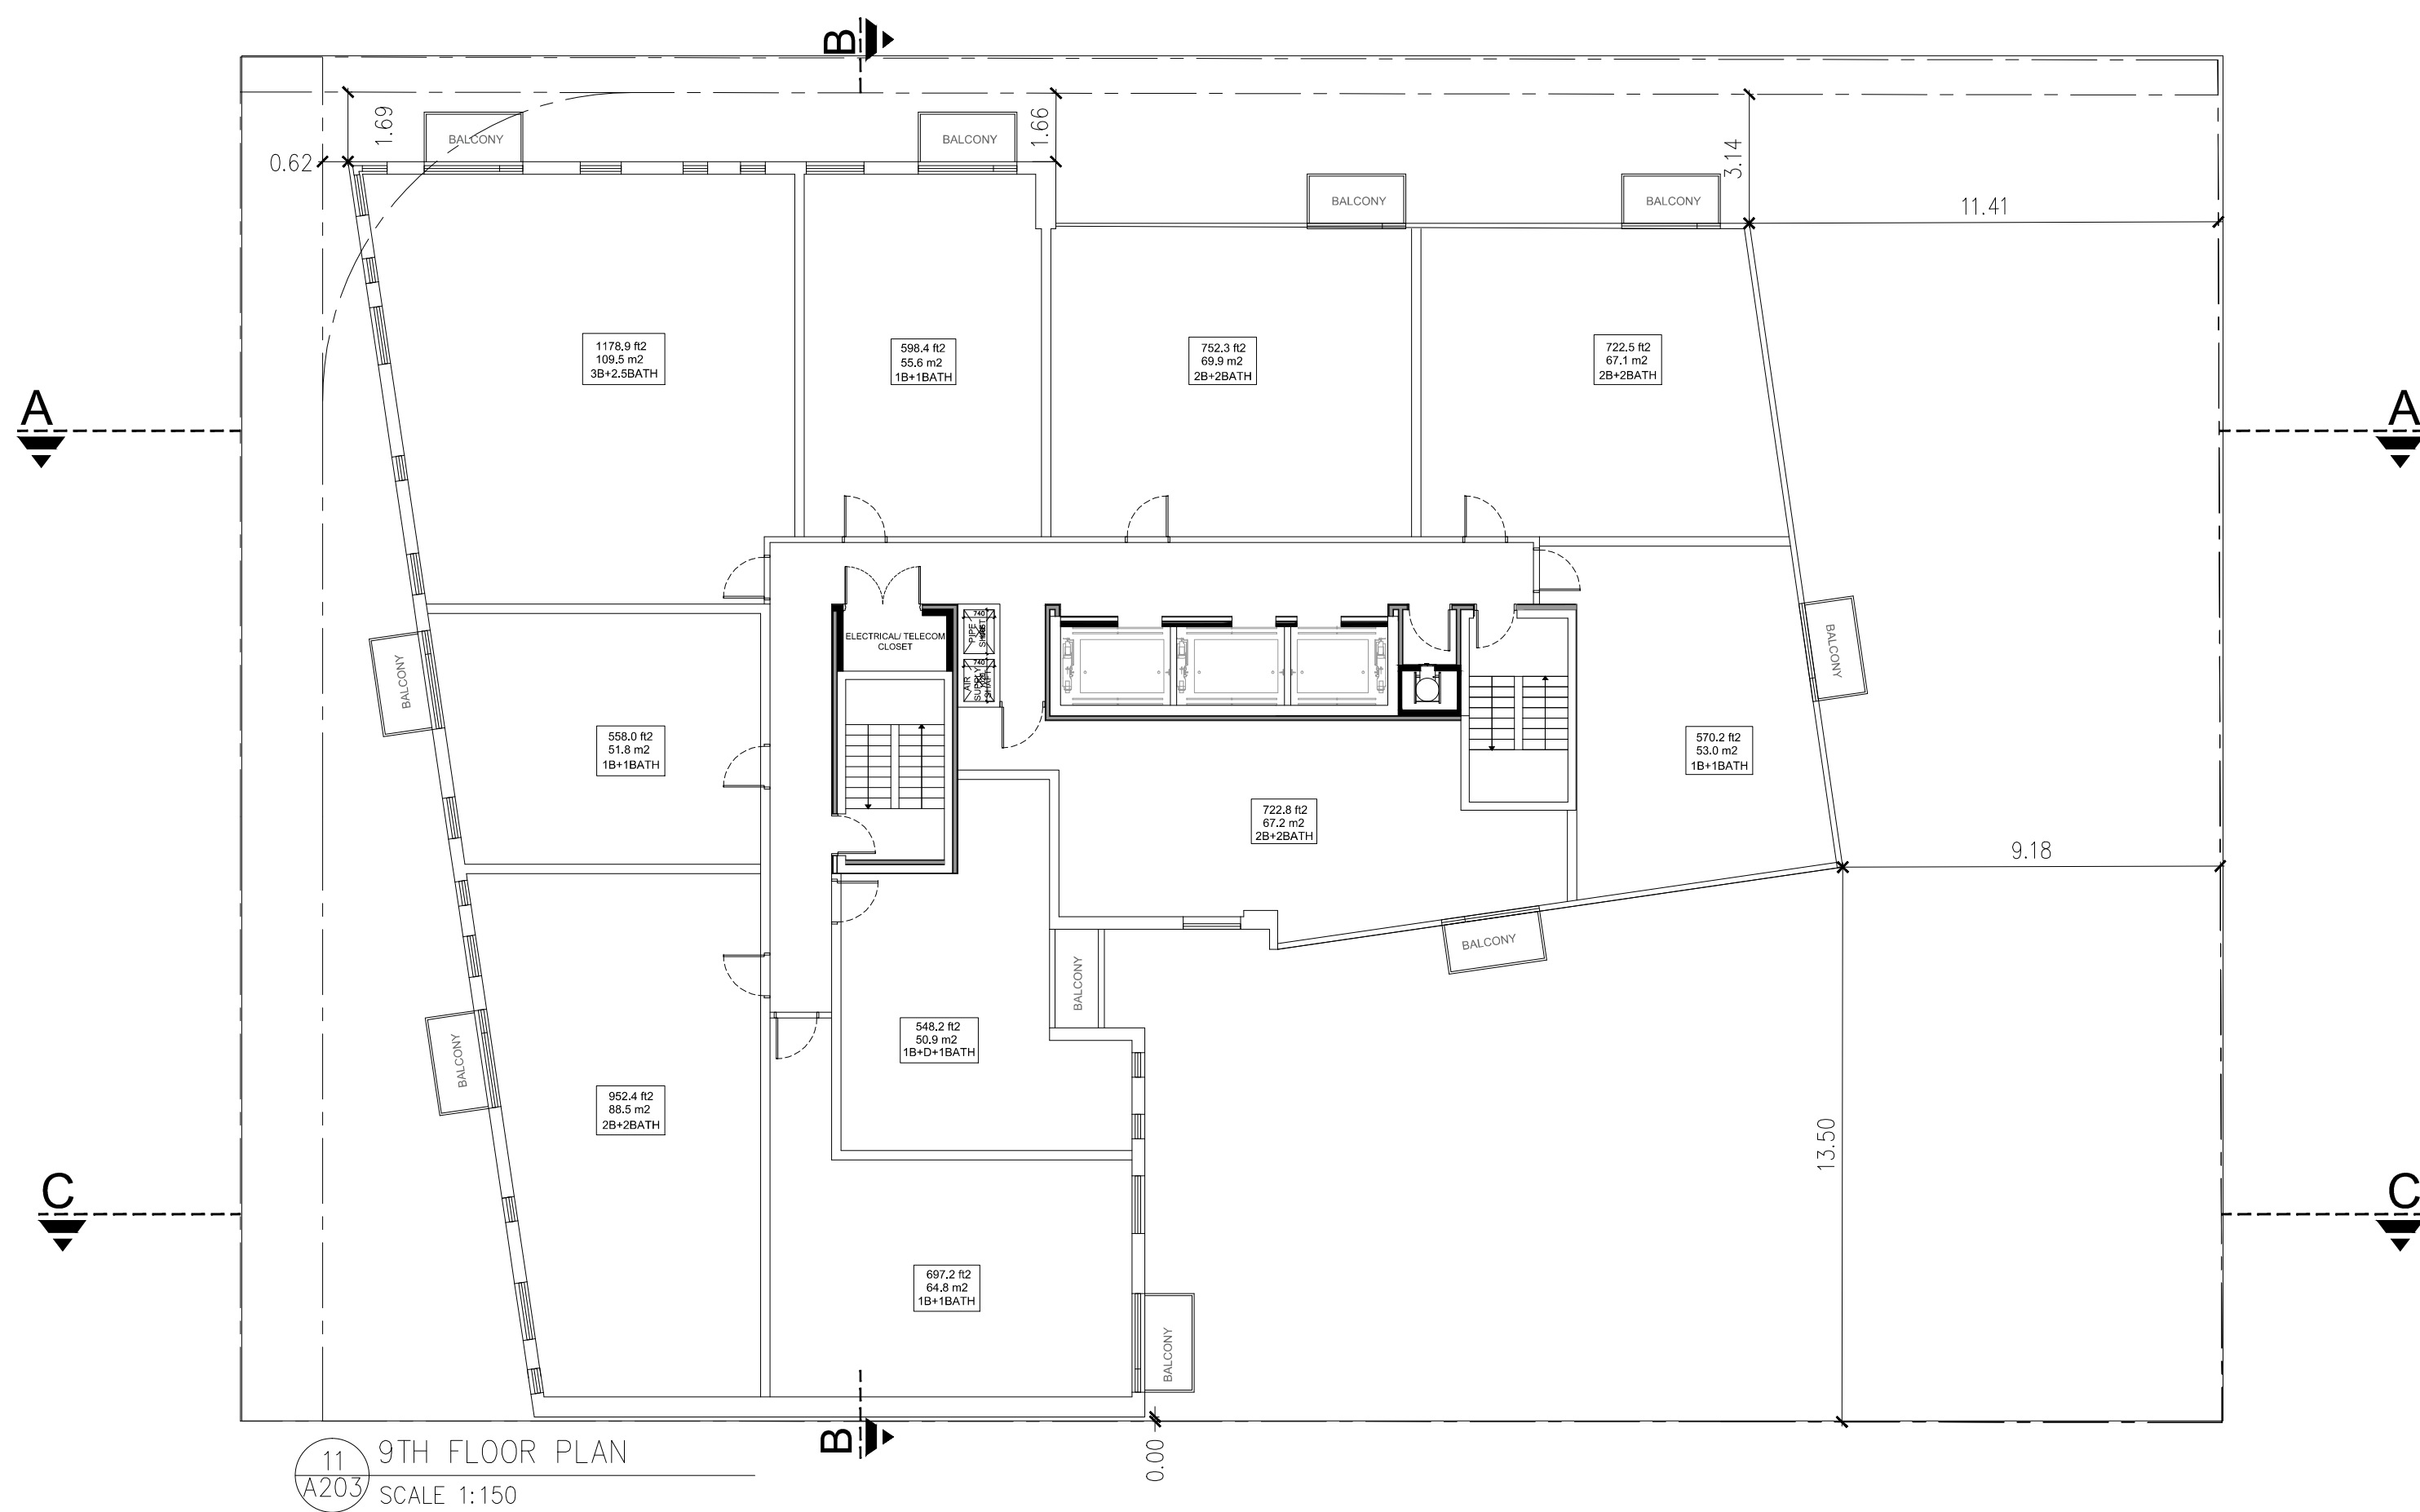 B
1.69
BALCONY
BALCONY
1.66
0.62
3.14
BALCONY
BALCONY
11.41
1178.9 ft2
109.5 m2
3B+2.5BATH
598.4 ft2
55.6 m2
1B+1BATH
752.3 ft2
69.9 m2
2B+2BATH
722.5 ft2
67.1 m2
2B+2BATH
A
A
ELECTRICAL/ TELECOM
CLOSET
740
PIPE
740
AIR
SUPPLY
BALCONY
BALCONY
558.0 ft2
51.8 m2
1B+1BATH
570.2 ft2
53.0 m2
1B+1BATH
722.8 ft2
67.2 m2
2B+2BATH
9.18
BALCONY
BALCONY
BALCONY
548.2 ft2
50.9 m2
1B+D+1BATH
952.4 ft2
88.5 m2
2B+2BATH
13.50
C
C
697.2 ft2
64.8 m2
1B+1BATH
BALCONY
B
0.00
11
A203
9TH FLOOR PLAN
SCALE 1:150